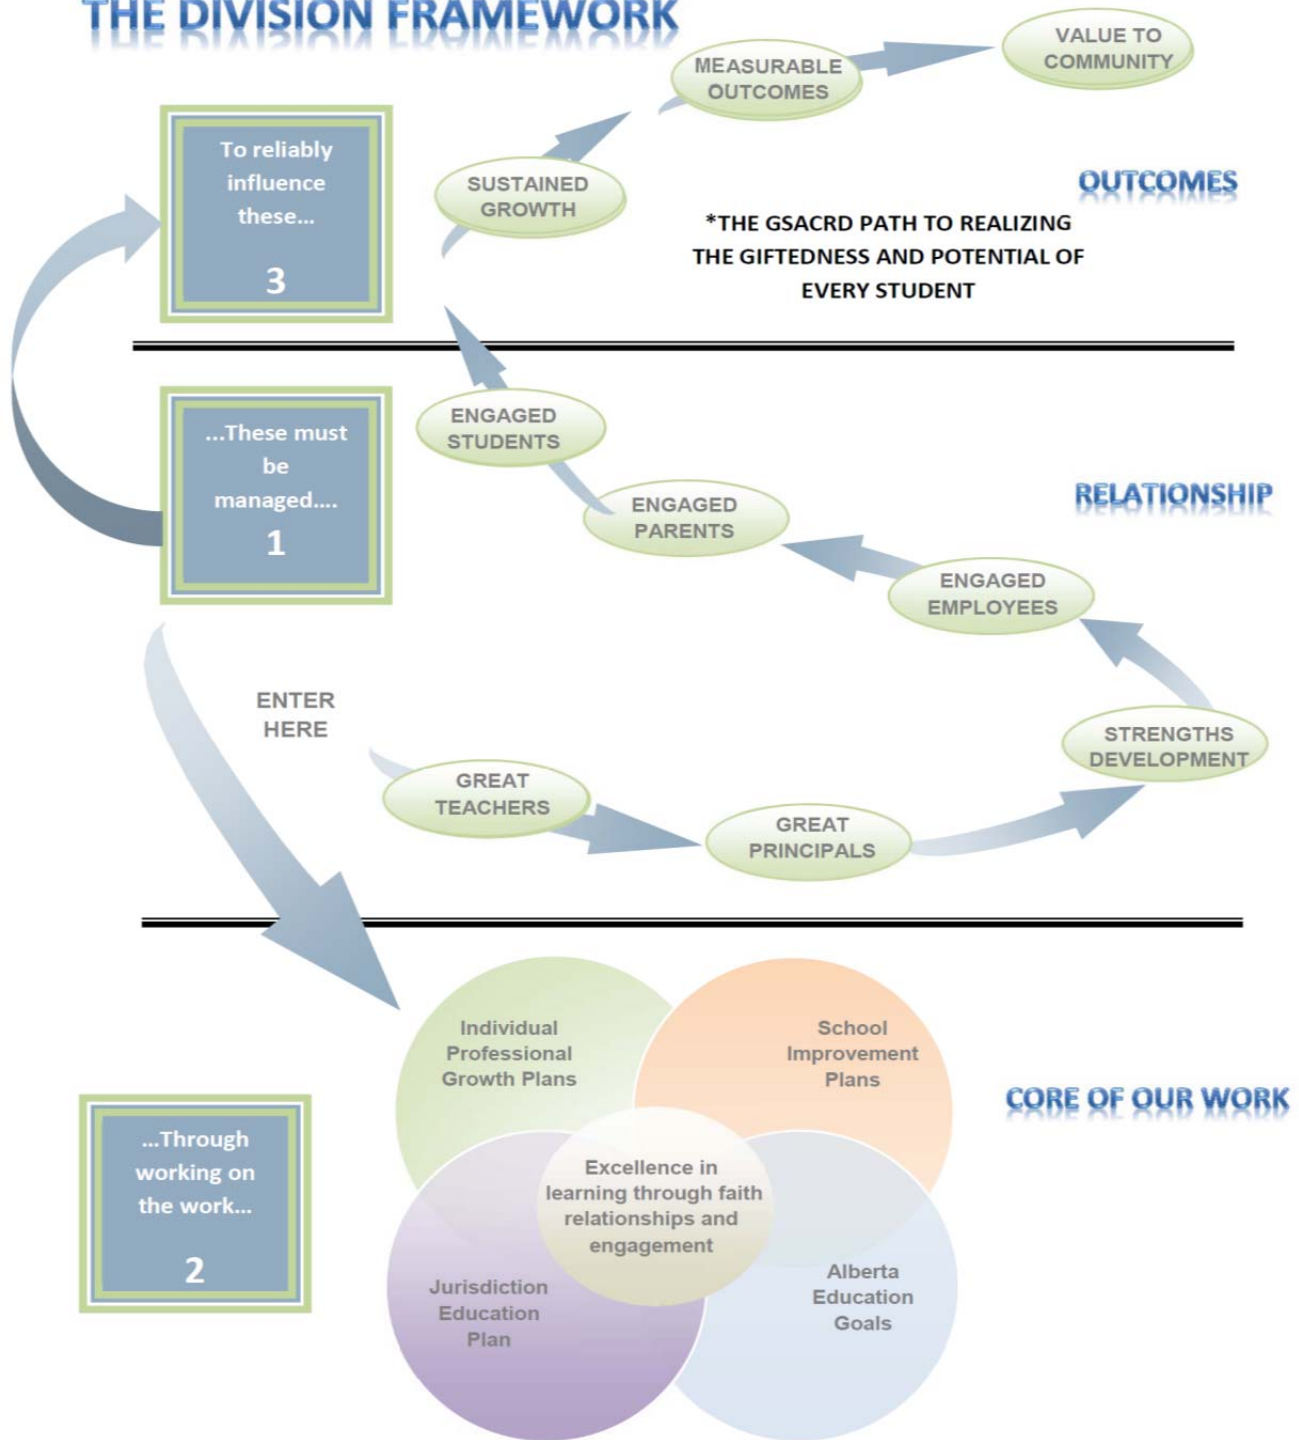 THE DIVISION FRAMEWORK
VALUE TO
COMMUNITY
MEASURABLE
OUTCOMES
To reliably
influence
these...
3
SUSTAINED
GROWTH
OUTCOMES
*THE GSACRD PATH TO REALIZING
THE GIFTEDNESS AND POTENTIAL OF
EVERY STUDENT
...These must
be
managed....
1
ENGAGED
STUDENTS
ENGAGED
PARENTS
RELATIONSHIP
ENGAGED
EMPLOYEES
STRENGTHS
DEVELOPMENT
ENTER
HERE
GREAT
TEACHERS
GREAT
PRINCIPALS
Individual
Professional
Growth Plans
School
Improvement
Plans
CORE OF OUR WORK
...Through
working on
the work...
2
Excellence in
learning through faith
relationships and
engagement
Jurisdiction
Education
Plan
Alberta
Education
Goals